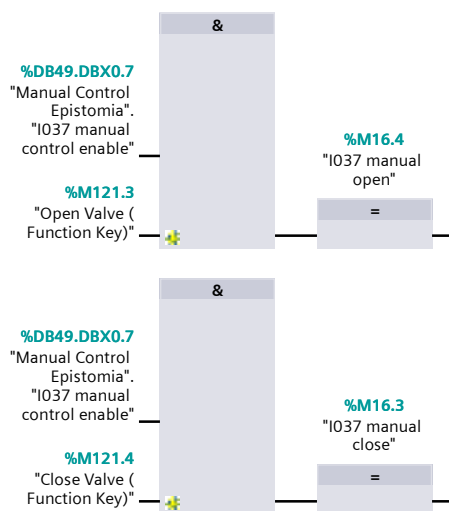 &
%DB49.DBX0.7
"Manual Control
Epistomia".
"I037 manual
control enable"
%M16.4
"I037 manual
open"
%M121.3
"Open Valve (
Function Key)"
=
&
%DB49.DBX0.7
"Manual Control
Epistomia".
"I037 manual
control enable"
%M16.3
"I037 manual
close"
%M121.4
"Close Valve (
Function Key)"
=